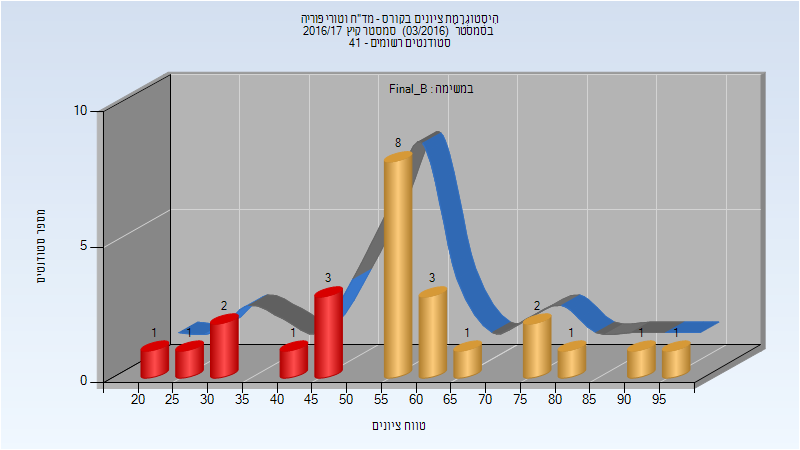 היסטוגרמת ציונים בקורס - מד"ח וטורי פוריה
בסמסטר (03/2016) סמסטר קיץ 2016/17
סטודנטים רשומים - 41
במשימה : Final_B
מספר סטודנטים
10
5
0
1
1
2
1
3
8
3
1
2
1
1
1
20 25 30 35 40 45 50 55 60 65 70 75 80 85 90 95
טווח ציונים